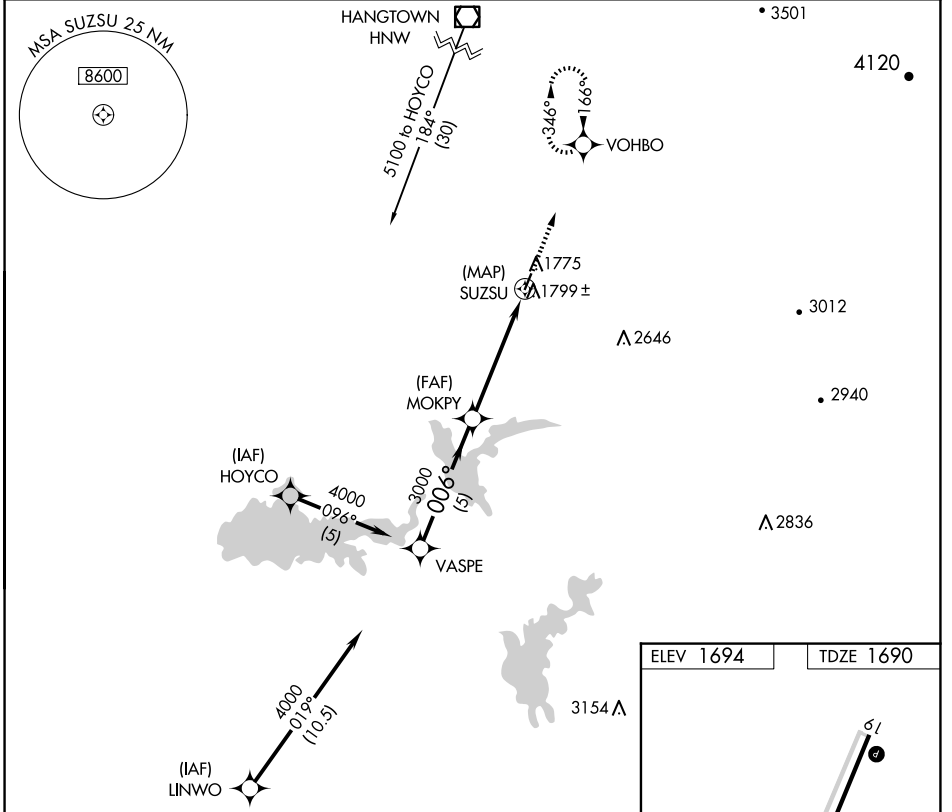 MSA SUZSU 25 NM
8600
HANGTOWN
HNW
5100 to HOYCO
184°
(30)
3501
4120
346°
166°
VOHBO
(MAP)
SUZSU
1775
1799 ±
3012
2646
2940
(FAF)
MOKPY
(IAF)
HOYCO
4000
096°
(5)
3000
006°
(5)
VASPE
2836
4000
019°
(10.5)
(IAF)
LINWO
3154
ELEV 1694
TDZE 1690
19
P